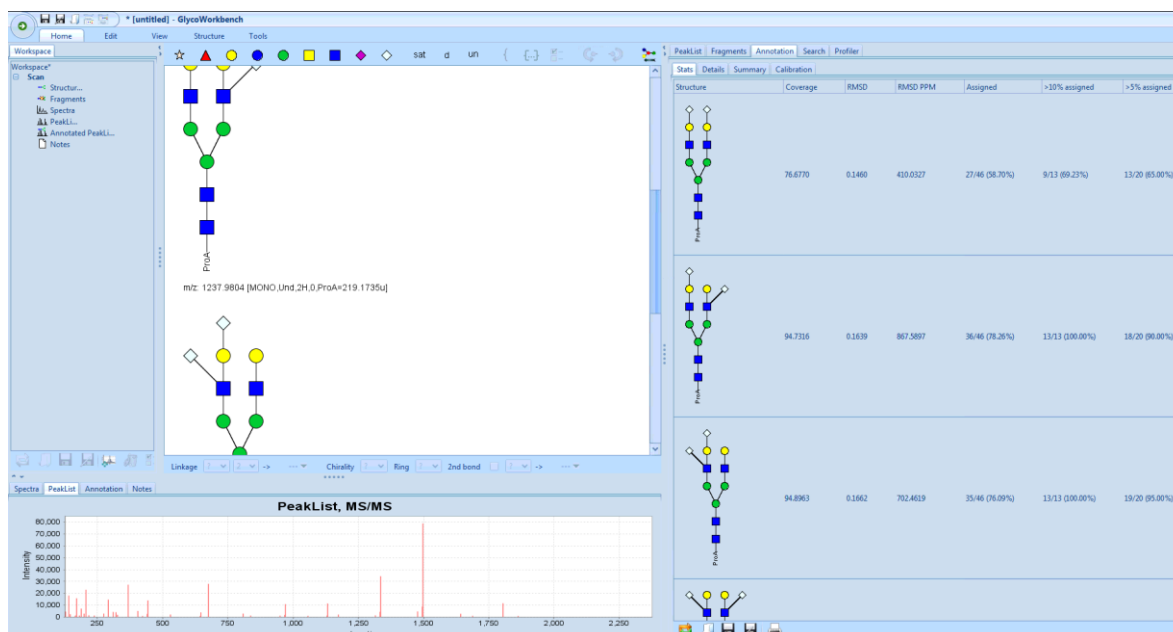 * [untitled] - GlycoWorkbench
Home Edit View Structure Tools
Workspace
Workspace*
Scan
Structur...
Fragments
Spectra
PeakLi...
Annotated PeakLi...
Notes
sat d un { {...}
ProA
m/z: 1237.9804 [MONO,Und,2H,0,ProA=219.1735u]
Linkage ? 2 -> --- Chirality ? Ring ? 2nd bond ? -> ---
Spectra PeakList Annotation Notes
PeakList, MS/MS
Intensity
80,000
70,000
60,000
50,000
40,000
30,000
20,000
10,000
0
250 500 750 1,000 1,250 1,500 1,750 2,000 2,250
PeakList Fragments Annotation Search Profiler
Stats Details Summary Calibration
Structure Coverage RMSD RMSD PPM Assigned >10% assigned >5% assigned
76.6770 0.1460 410.0327 27/46 (58.70%) 9/13 (69.23%) 13/20 (65.00%)
ProA
94.7316 0.1639 867.5897 36/46 (78.26%) 13/13 (100.00%) 18/20 (90.00%)
ProA
94.8963 0.1662 702.4619 35/46 (76.09%) 13/13 (100.00%) 19/20 (95.00%)
ProA